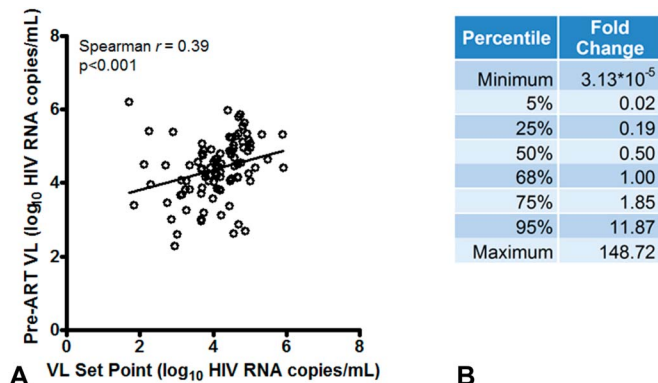 Spearman r = 0.39
p<0.001
Pre-ART VL (log10 HIV RNA copies/mL)
8
6
4
2
0
0 2 4 6 8
A VL Set Point (log10 HIV RNA copies/mL)
Percentile Fold Change
Minimum 3.13*10-5
5% 0.02
25% 0.19
50% 0.50
68% 1.00
75% 1.85
95% 11.87
Maximum 148.72
B